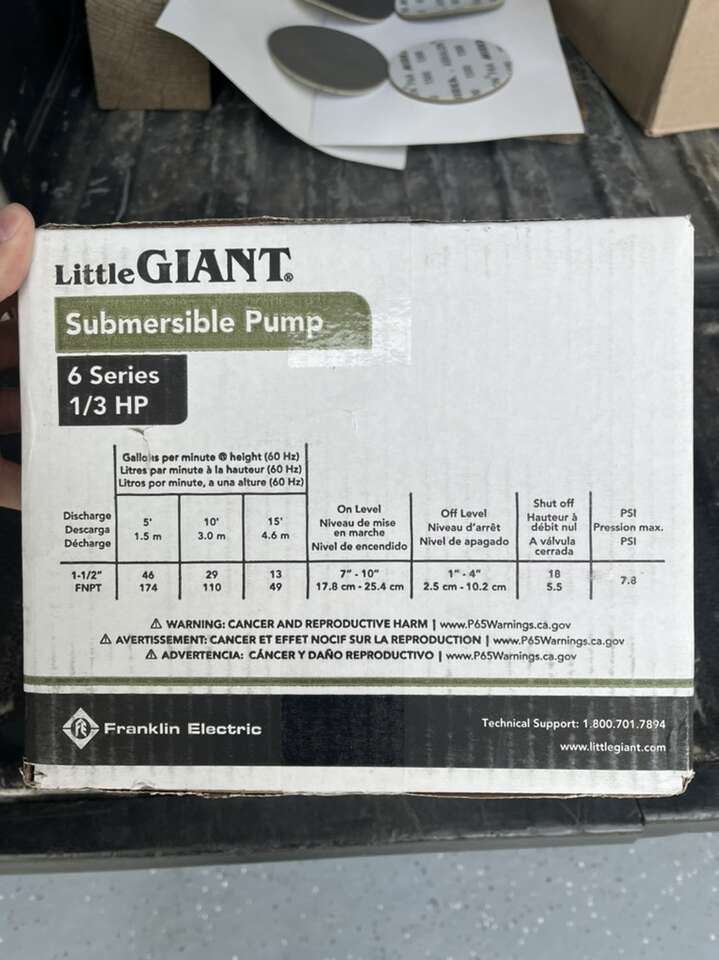 Little GIANT®
Submersible Pump
6 Series
1/3 HP
Gallons per minute @ height (60 Hz)
Litres par minute à la hauteur (60 Hz)
Litros por minute, a una alture (60 Hz)
Discharge
Descarga
Décharge
5'
1.5 m
10'
3.0 m
15'
4.6 m
On Level
Niveau de mise
en marche
Nivel de encendido
Off Level
Niveau d'arrêt
Nivel de apagado
Shut off
Hauteur à
débit nul
A válvula
cerrada
PSI
Pression max.
PSI
1-1/2" 46 29 13 7" - 10" 1" - 4" 18 7.8
FNPT 174 110 49 17.8 cm - 25.4 cm 2.5 cm - 10.2 cm 5.5
⚠ WARNING: CANCER AND REPRODUCTIVE HARM | www.P65Warnings.ca.gov
⚠ AVERTISSEMENT: CANCER ET EFFET NOCIF SUR LA REPRODUCTION | www.P65Warnings.ca.gov
⚠ ADVERTENCIA: CÁNCER Y DAÑO REPRODUCTIVO | www.P65Warnings.ca.gov
FE Franklin Electric
Technical Support: 1.800.701.7894
www.littlegiant.com